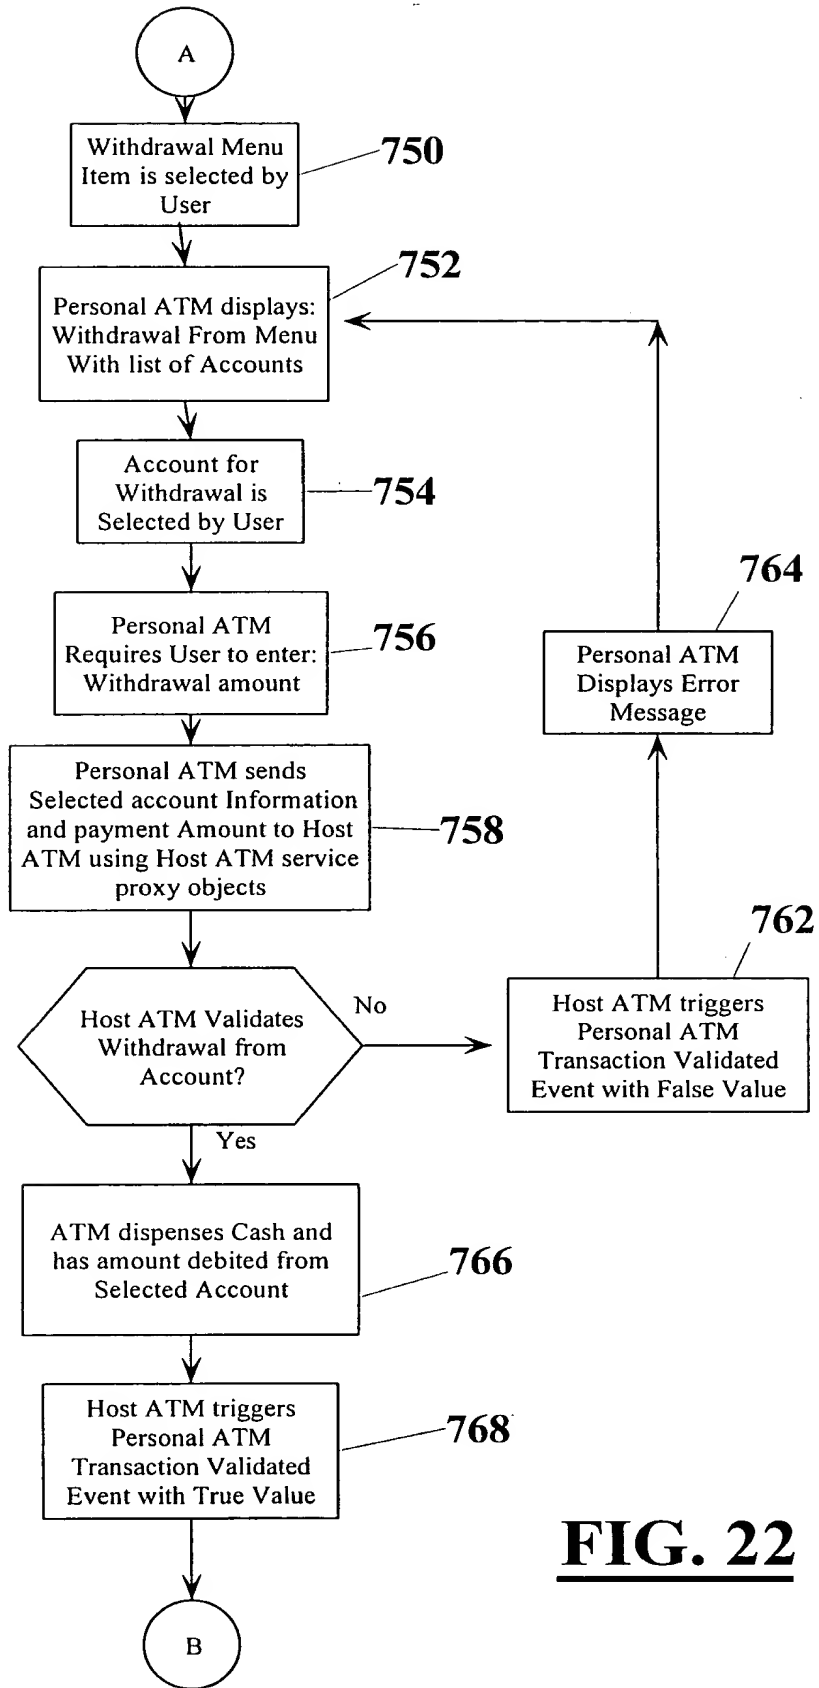 A
Withdrawal Menu
Item is selected by
User
750
Personal ATM displays:
Withdrawal From Menu
With list of Accounts
752
Account for
Withdrawal is
Selected by User
754
Personal ATM
Requires User to enter:
Withdrawal amount
756
Personal ATM sends
Selected account Information
and payment Amount to Host
ATM using Host ATM service
proxy objects
758
Host ATM Validates
Withdrawal from
Account?
No
Yes
Host ATM triggers
Personal ATM
Transaction Validated
Event with False Value
762
Personal ATM
Displays Error
Message
764
ATM dispenses Cash and
has amount debited from
Selected Account
766
Host ATM triggers
Personal ATM
Transaction Validated
Event with True Value
768
B
FIG. 22